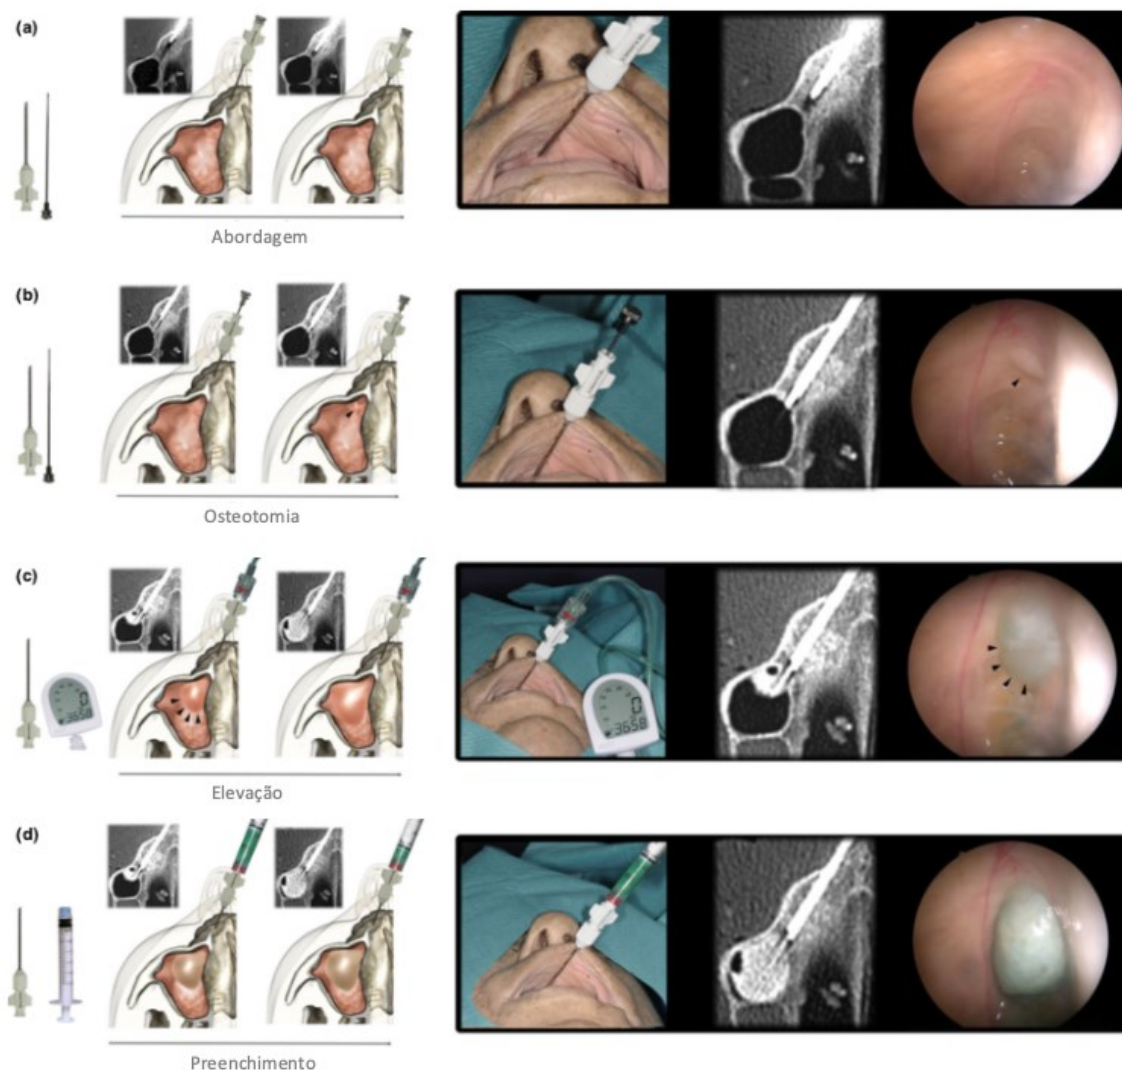 (a)
Abordagem
(b)
Osteotomia
(c)
Elevação
(d)
Preenchimento